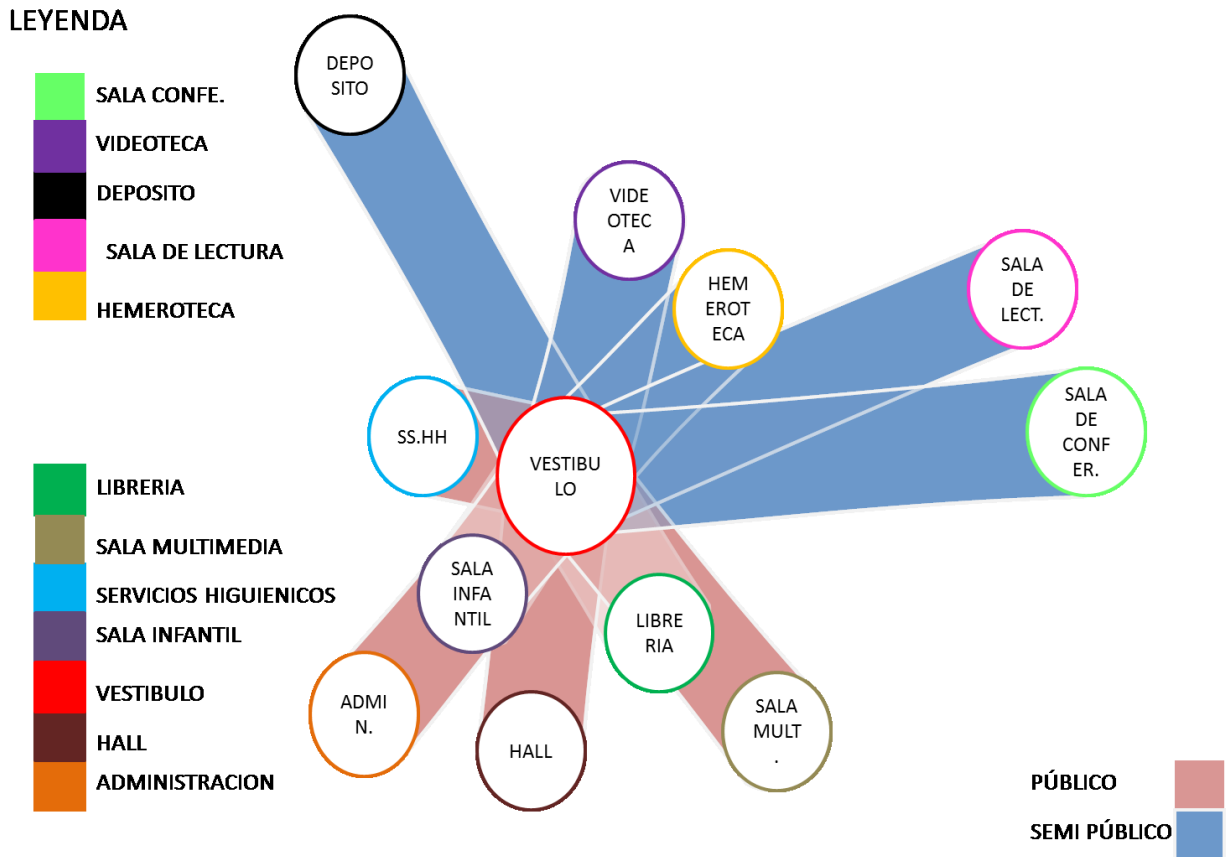 LEYENDA
SALA CONFE.
VIDEOTECA
DEPOSITO
SALA DE LECTURA
HEMEROTECA
LIBRERIA
SALA MULTIMEDIA
SERVICIOS HIGUIENICOS
SALA INFANTIL
VESTIBULO
HALL
ADMINISTRACION
DEPO
SITO
VIDE
OTEC
A
HEM
EROT
ECA
SALA
DE
LECT.
SALA
DE
CONF
ER.
SS.HH
VESTIBU
LO
SALA
INFA
NTIL
LIBRE
RIA
ADMI
N.
HALL
SALA
MULT
.
PÚBLICO
SEMI PÚBLICO